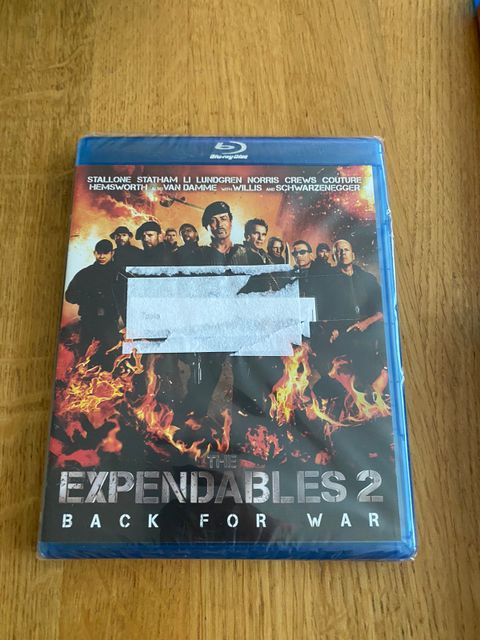 Blu-ray Disc
STALLONE STATHAM LI LUNDGREN NORRIS CREWS COUTURE
HEMSWORTH ALSO VAN DAMME WITH WILLIS AND SCHWARZENEGGER
THE
EXPENDABLES 2
BACK FOR WAR